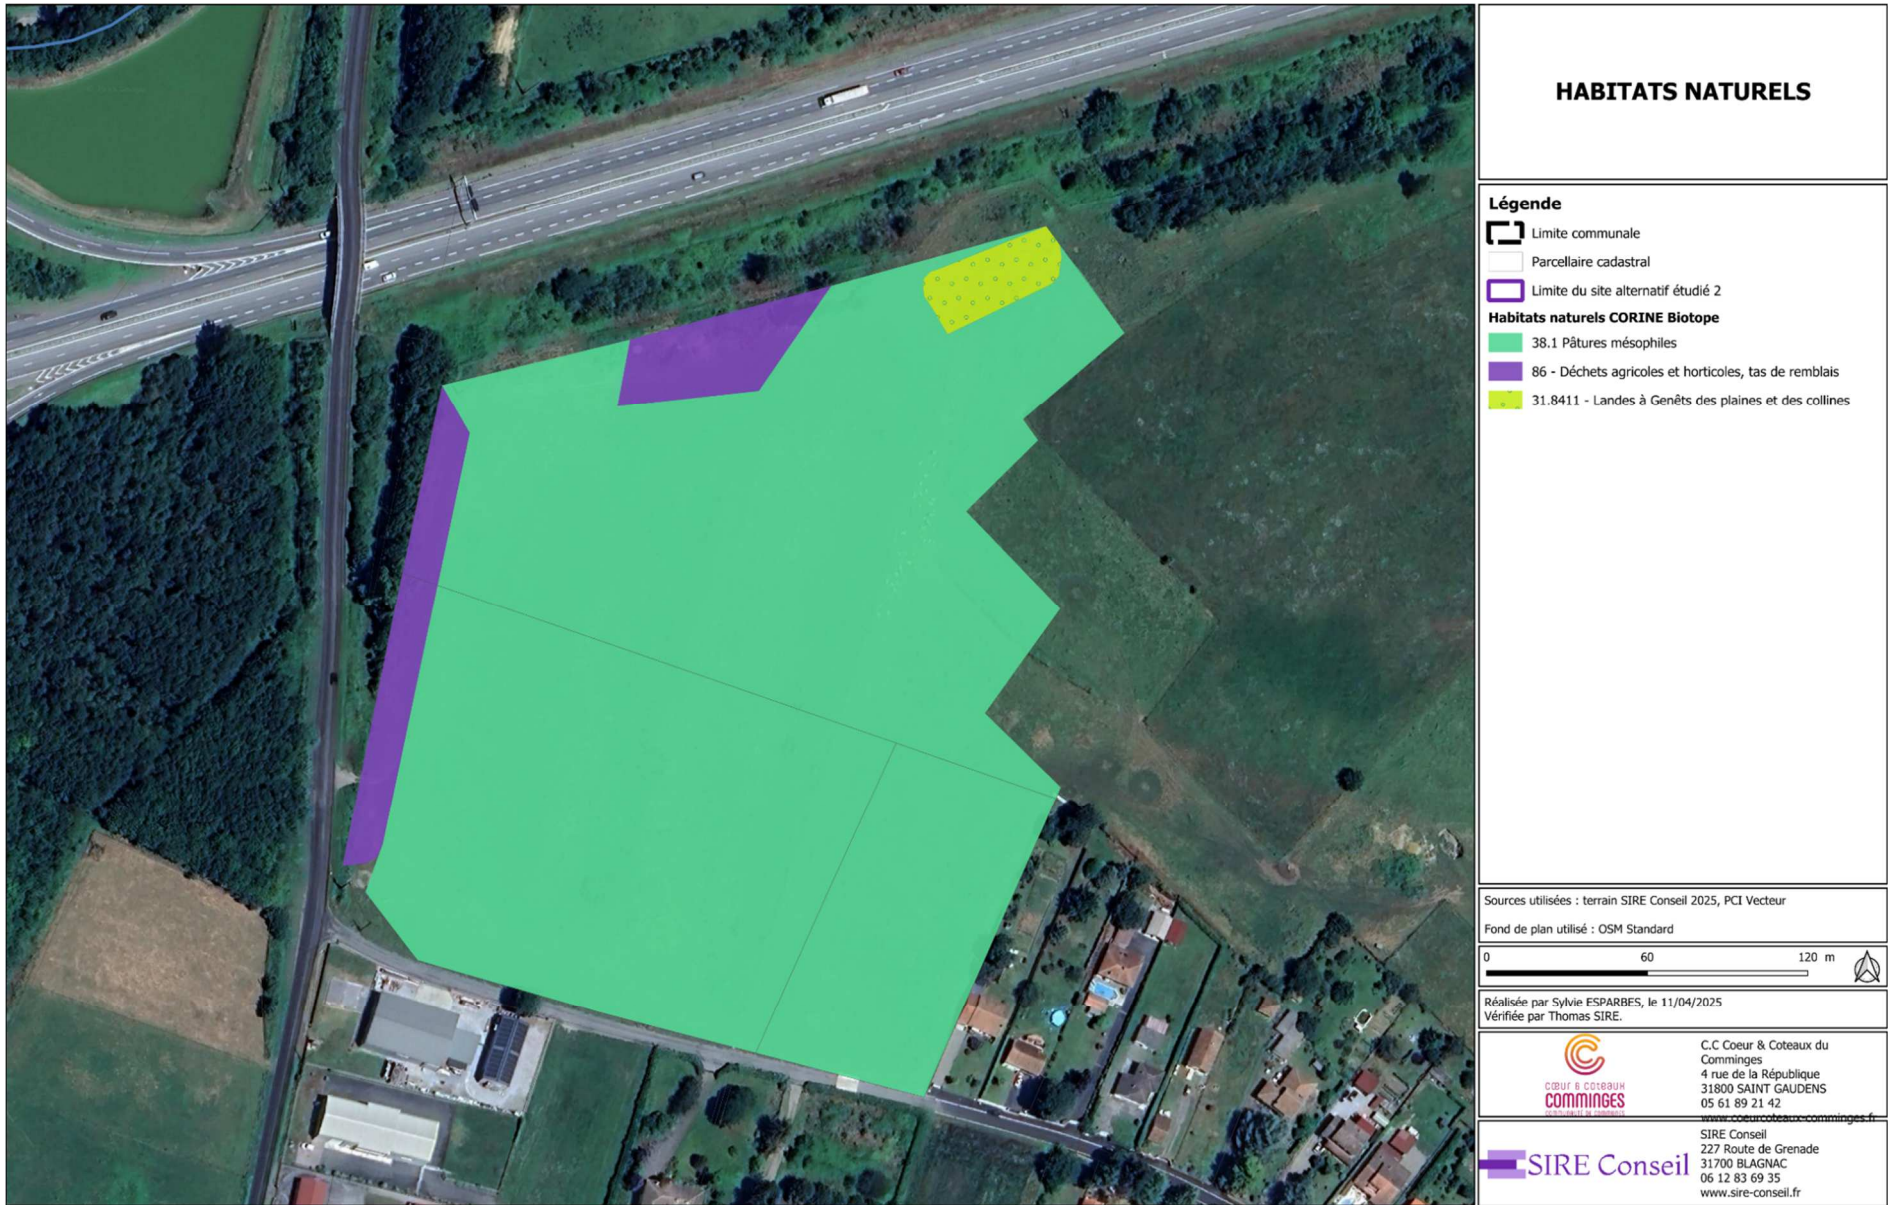 HABITATS NATURELS
Légende
Limite communale
Parcellaire cadastral
Limite du site alternatif étudié 2
Habitats naturels CORINE Biotope
38.1 Pâtures mésophiles
86 - Déchets agricoles et horticoles, tas de remblais
31.8411 - Landes à Genêts des plaines et des collines
Sources utilisées : terrain SIRE Conseil 2025, PCI Vecteur
Fond de plan utilisé : OSM Standard
0 60 120 m
Réalisée par Sylvie ESPARBES, le 11/04/2025
Vérifiée par Thomas SIRE.
cœur & coteaux
COMMINGES
C.C Coeur & Coteaux du
Comminges
4 rue de la République
31800 SAINT GAUDENS
05 61 89 21 42
www.coeurcoteaux-comminges.fr
SIRE Conseil
SIRE Conseil
227 Route de Grenade
31700 BLAGNAC
06 12 83 69 35
www.sire-conseil.fr